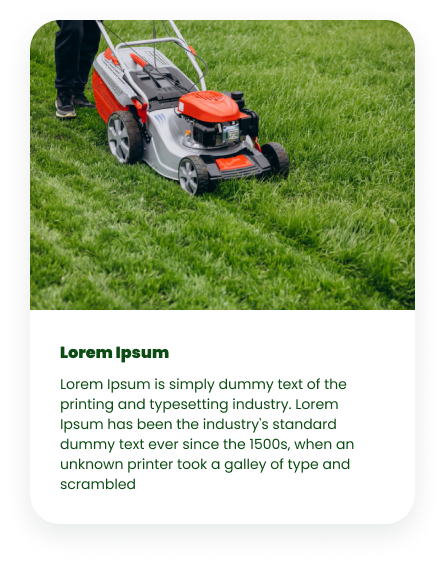 Lorem Ipsum
Lorem Ipsum is simply dummy text of the
printing and typesetting industry. Lorem
Ipsum has been the industry's standard
dummy text ever since the 1500s, when an
unknown printer took a galley of type and
scrambled